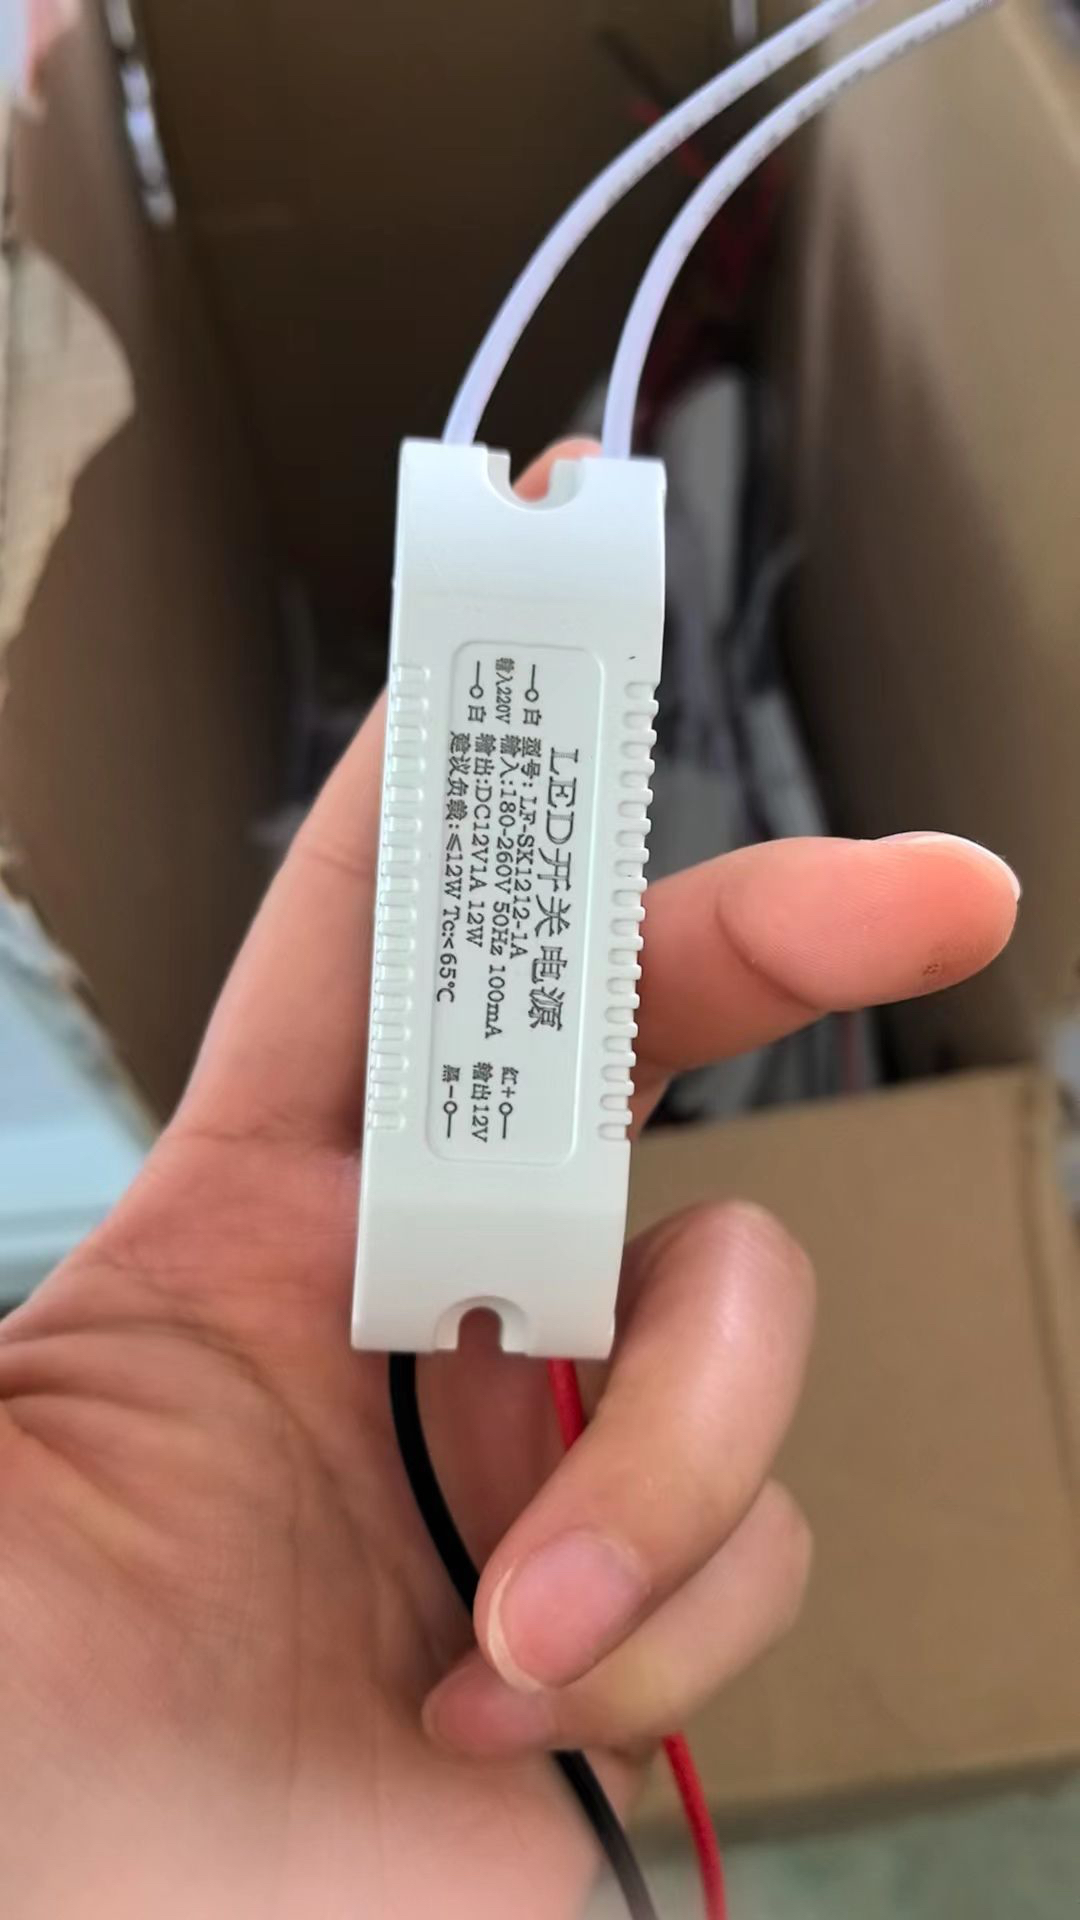 LED开关电源
白
输入220V
白
型号: LF-SK1212-1A
输入:180-260V 50Hz 100mA
输出:DC12V1A 12W
建议负载:≤12W Tc:<65℃
红+
输出12V
黑-